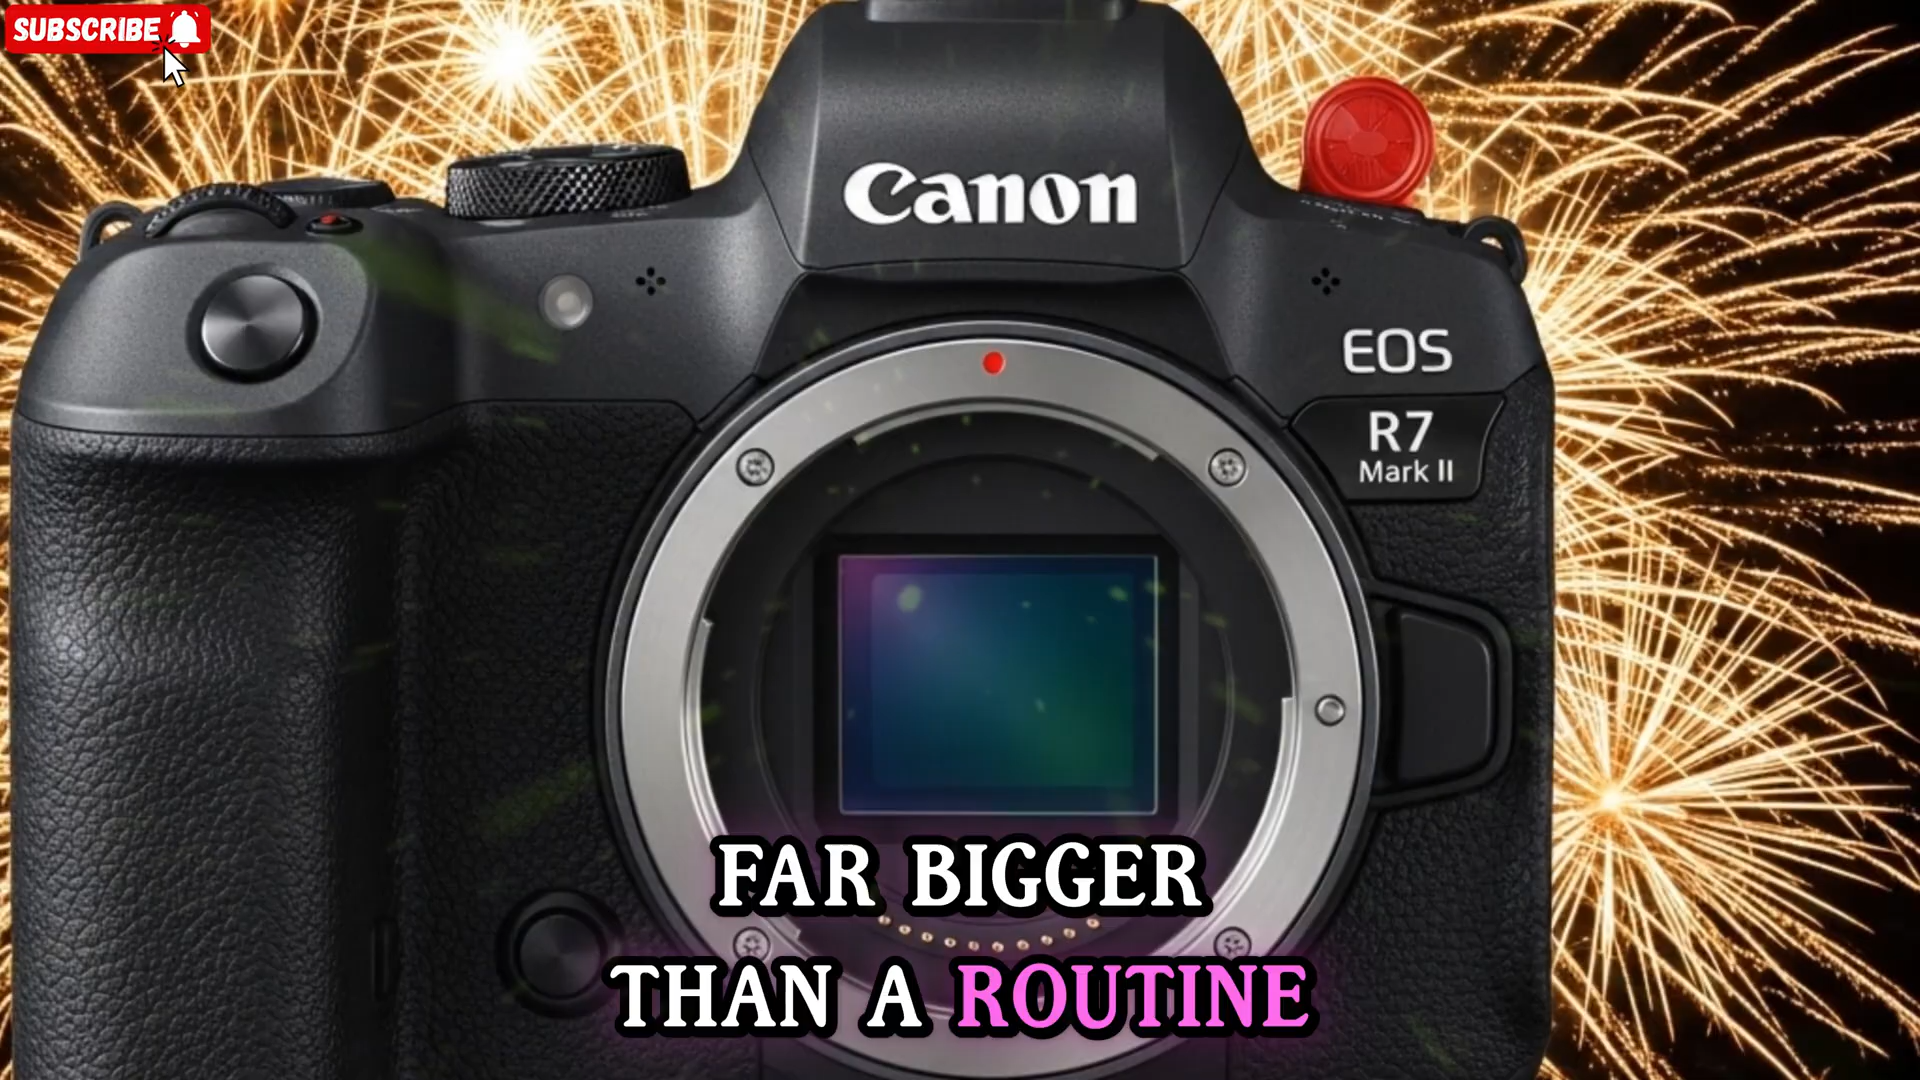 SUBSCRIBE
Canon
EOS
R7
Mark II
FAR BIGGER
THAN A ROUTINE